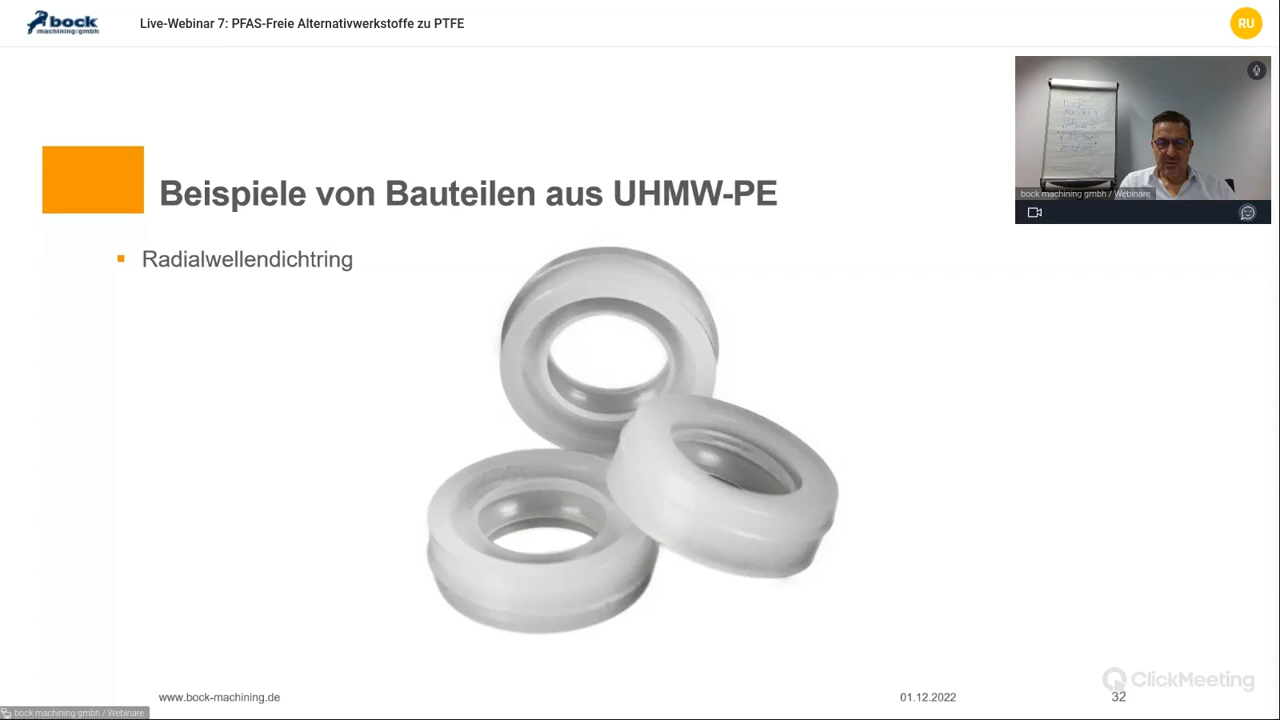 bock
machining gmbh
Live-Webinar 7: PFAS-Freie Alternativwerkstoffe zu PTFE
RU
bock machining gmbh / Webinare
Beispiele von Bauteilen aus UHMW-PE
Radialwellendichtring
ClickMeeting
www.bock-machining.de
01.12.2022
32
bock machining gmbh / Webinare